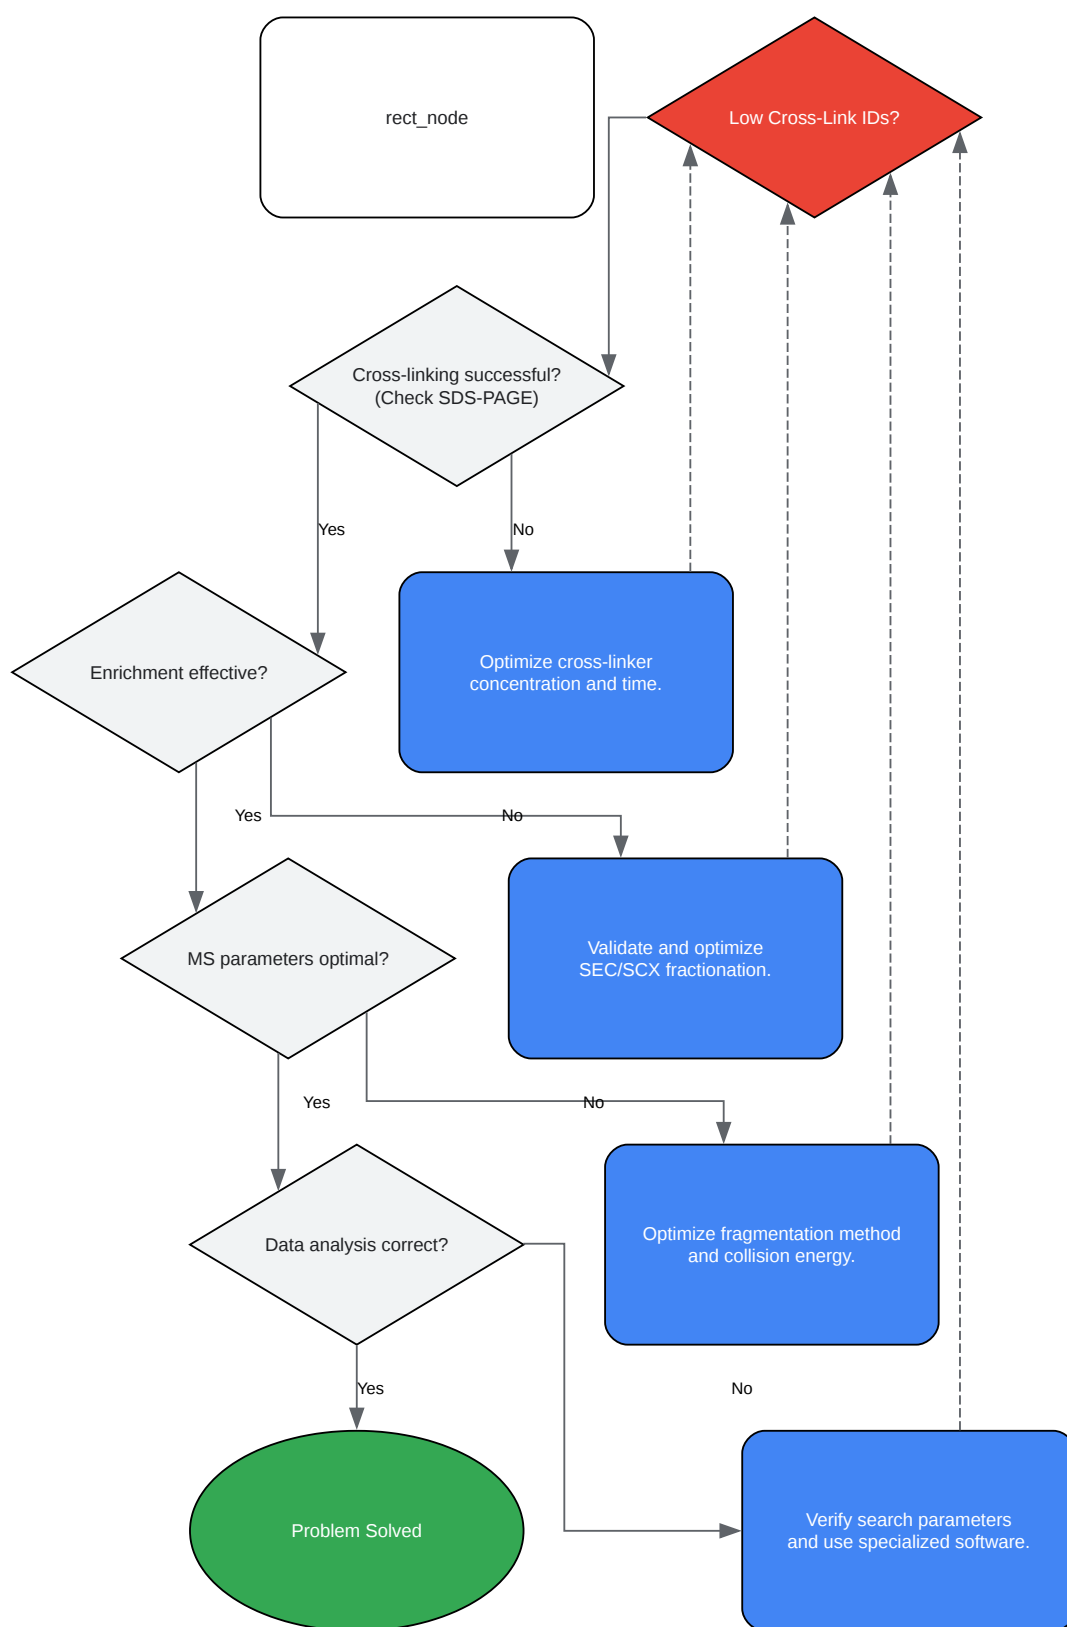 rect_node
Low Cross-Link IDs?
Cross-linking successful?
(Check SDS-PAGE)
Yes
No
Enrichment effective?
Optimize cross-linker
concentration and time.
Yes
No
MS parameters optimal?
Validate and optimize
SEC/SCX fractionation.
Yes
No
Data analysis correct?
Optimize fragmentation method
and collision energy.
Yes
No
Problem Solved
Verify search parameters
and use specialized software.